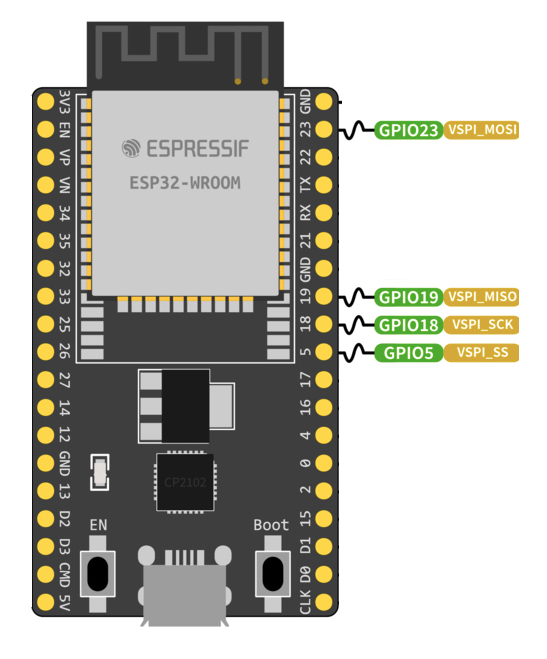 ESPRESSIF
ESP32-WROOM
3V3
EN
VP
VN
34
35
32
33
25
26
27
14
12
GND
13
D2
D3
CMD
5V
GND
23
22
TX
RX
21
GND
19
18
5
17
16
4
0
2
15
D1
D0
CLK
GPIO23 VSPI_MOSI
GPIO19 VSPI_MISO
GPIO18 VSPI_SCK
GPIO5 VSPI_SS
CP2102
EN
Boot